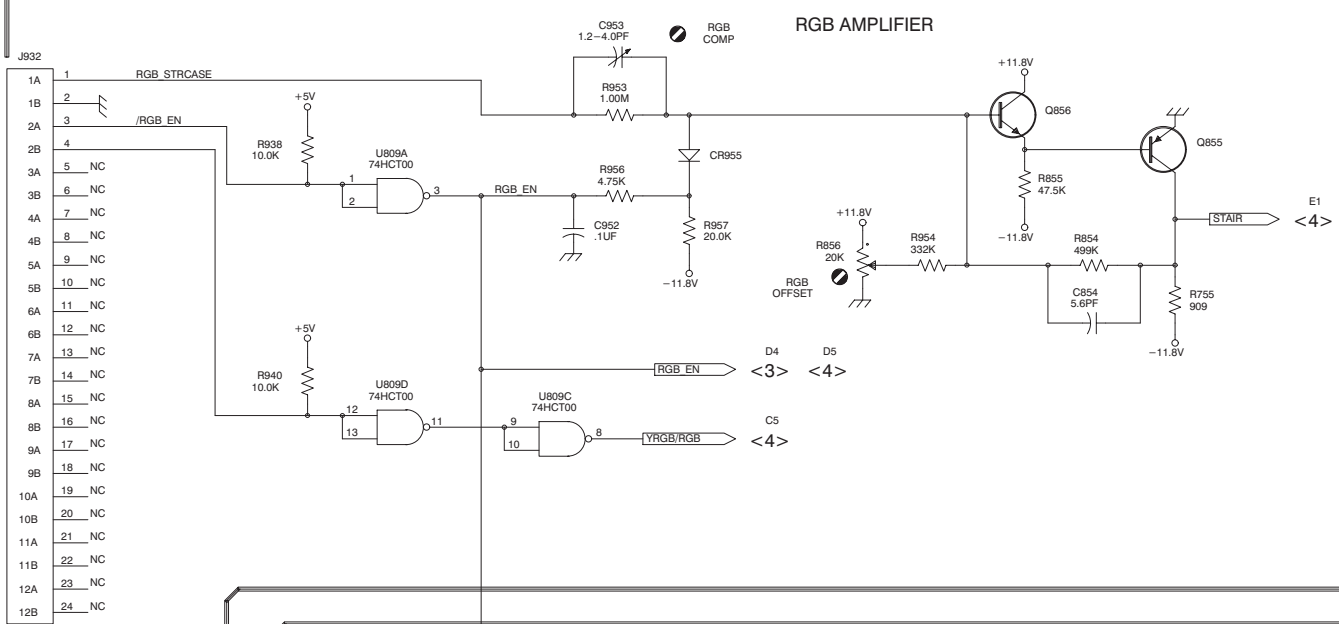 RGB AMPLIFIER
C953
1.2–4.0PF
RGB
COMP
J932
1A 1 RGB_STRCASE
1B 2
2A 3 /RGB_EN
2B 4
3A 5 NC
3B 6 NC
4A 7 NC
4B 8 NC
5A 9 NC
5B 10 NC
6A 11 NC
6B 12 NC
7A 13 NC
7B 14 NC
8A 15 NC
8B 16 NC
9A 17 NC
9B 18 NC
10A 19 NC
10B 20 NC
11A 21 NC
11B 22 NC
12A 23 NC
12B 24 NC
+5V
R938
10.0K
U809A
74HCT00
1
2
3
RGB_EN
R953
1.00M
CR955
R956
4.75K
C952
.1UF
R957
20.0K
−11.8V
+11.8V
Q856
Q855
R855
47.5K
−11.8V
STAIR
E1
<4>
+11.8V
R856
20K
RGB
OFFSET
R954
332K
R854
499K
C854
5.6PF
R755
909
−11.8V
+5V
R940
10.0K
U809D
74HCT00
12
13
11
U809C
74HCT00
9
10
8
RGB_EN
D4 D5
<3> <4>
YRGB/RGB
C5
<4>